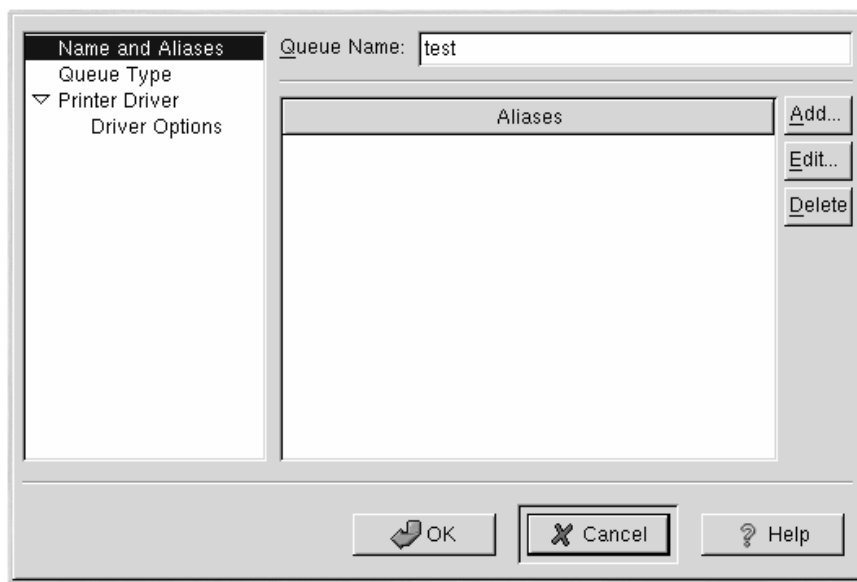 Name and Aliases
Queue Type
Printer Driver
Driver Options
Queue Name: test
Aliases
Add...
Edit...
Delete
OK
Cancel
Help